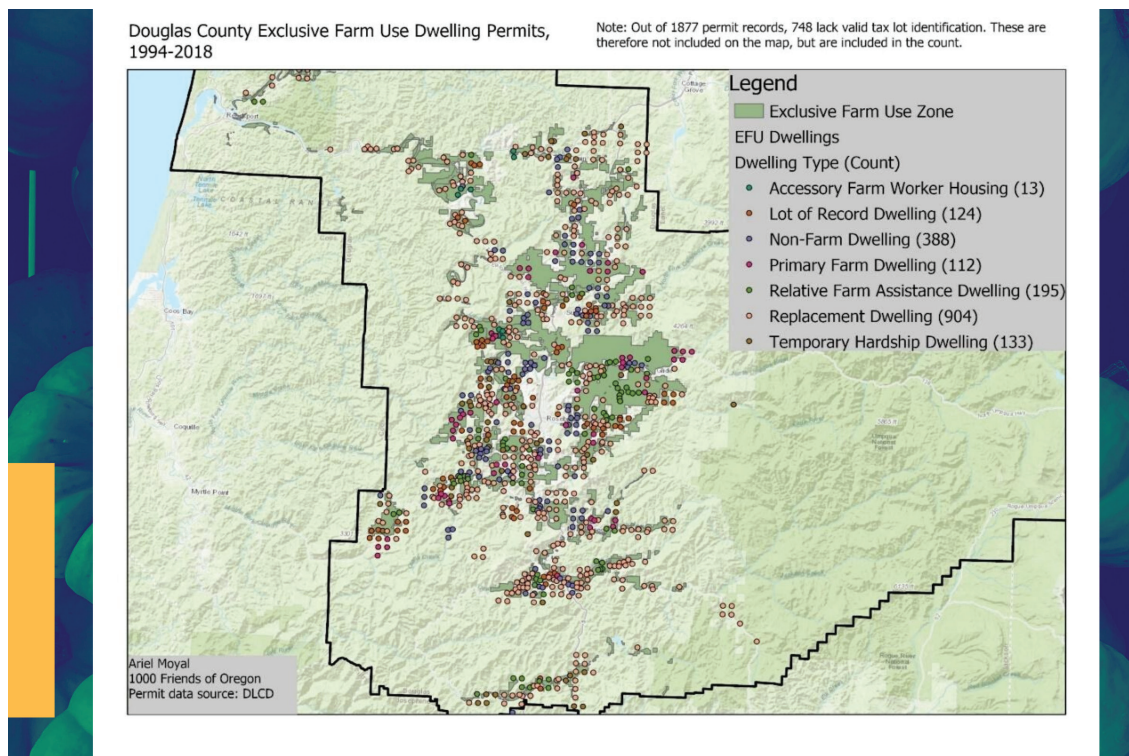 Douglas County Exclusive Farm Use Dwelling Permits,
1994-2018
Note: Out of 1877 permit records, 748 lack valid tax lot identification. These are
therefore not included on the map, but are included in the count.
Legend
Exclusive Farm Use Zone
EFU Dwellings
Dwelling Type (Count)
Accessory Farm Worker Housing (13)
Lot of Record Dwelling (124)
Non-Farm Dwelling (388)
Primary Farm Dwelling (112)
Relative Farm Assistance Dwelling (195)
Replacement Dwelling (904)
Temporary Hardship Dwelling (133)
Cottage
Grove
COASTAL RANGE
Coos Bay
Coquille
Myrtle Point
Ariel Moyal
1000 Friends of Oregon
Permit data source: DLCD